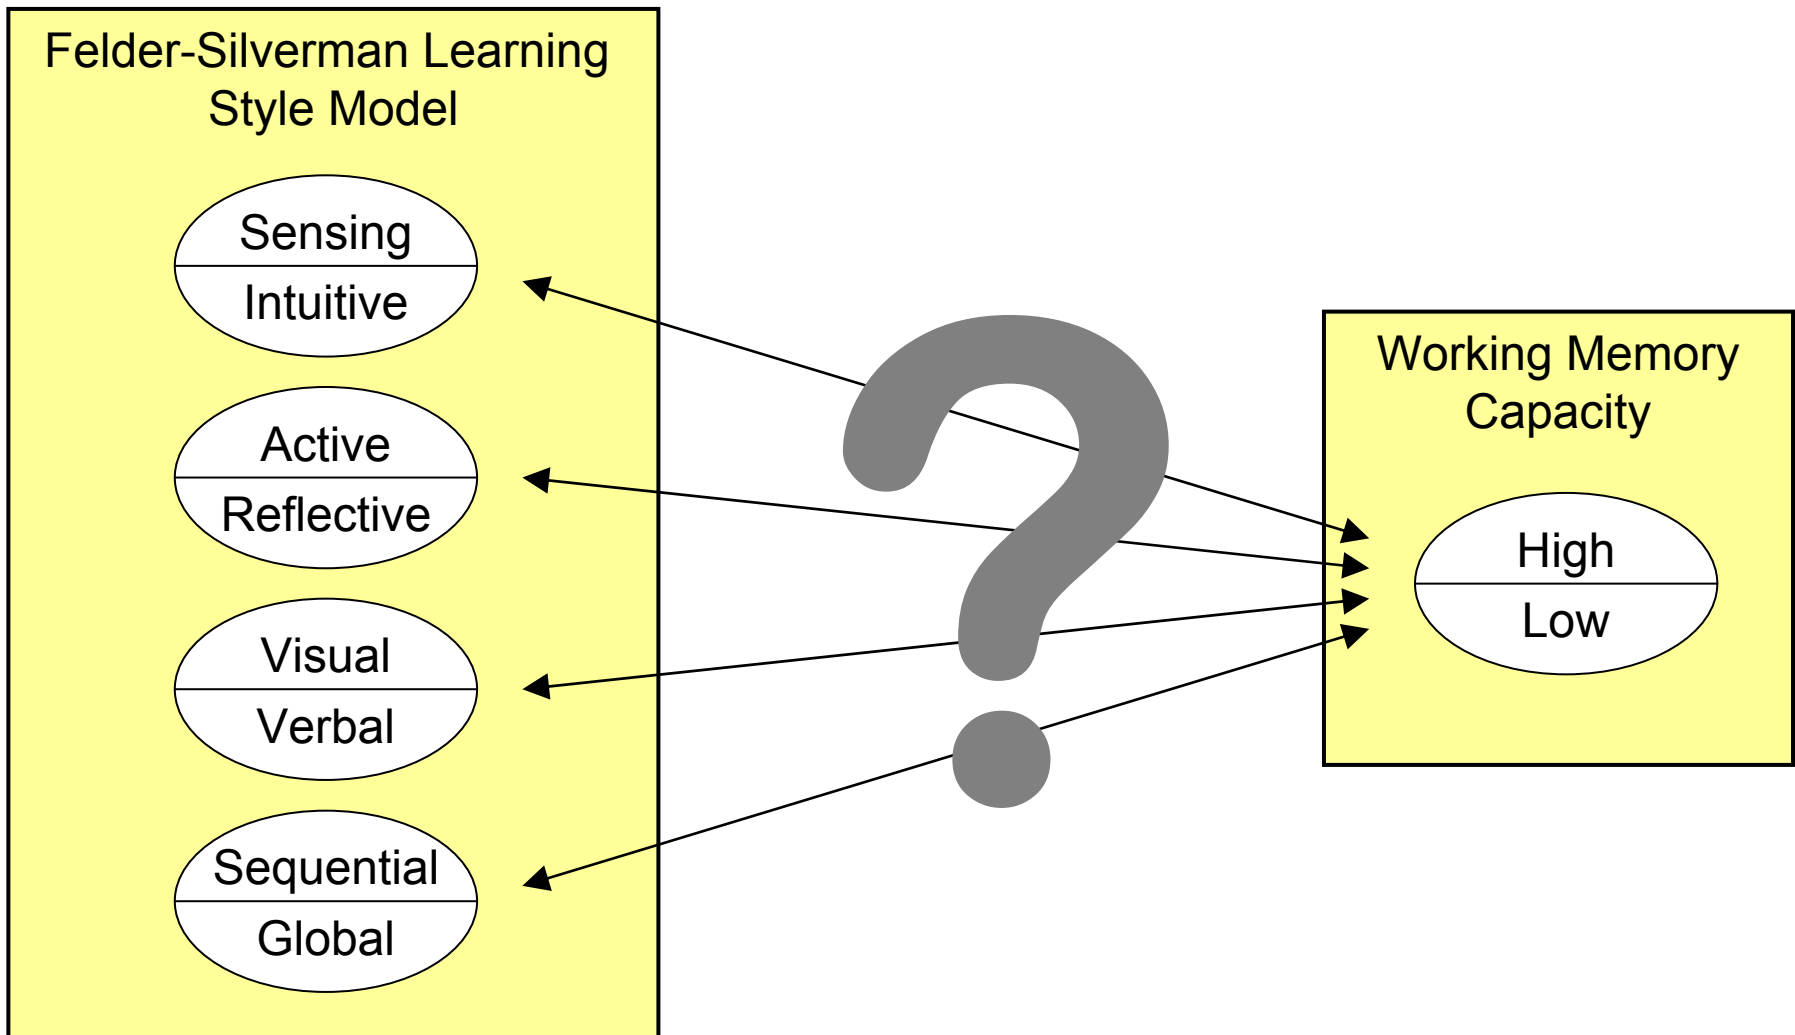 Felder-Silverman Learning
Style Model
Sensing
Intuitive
Active
Reflective
Visual
Verbal
Sequential
Global
?
Working Memory
Capacity
High
Low